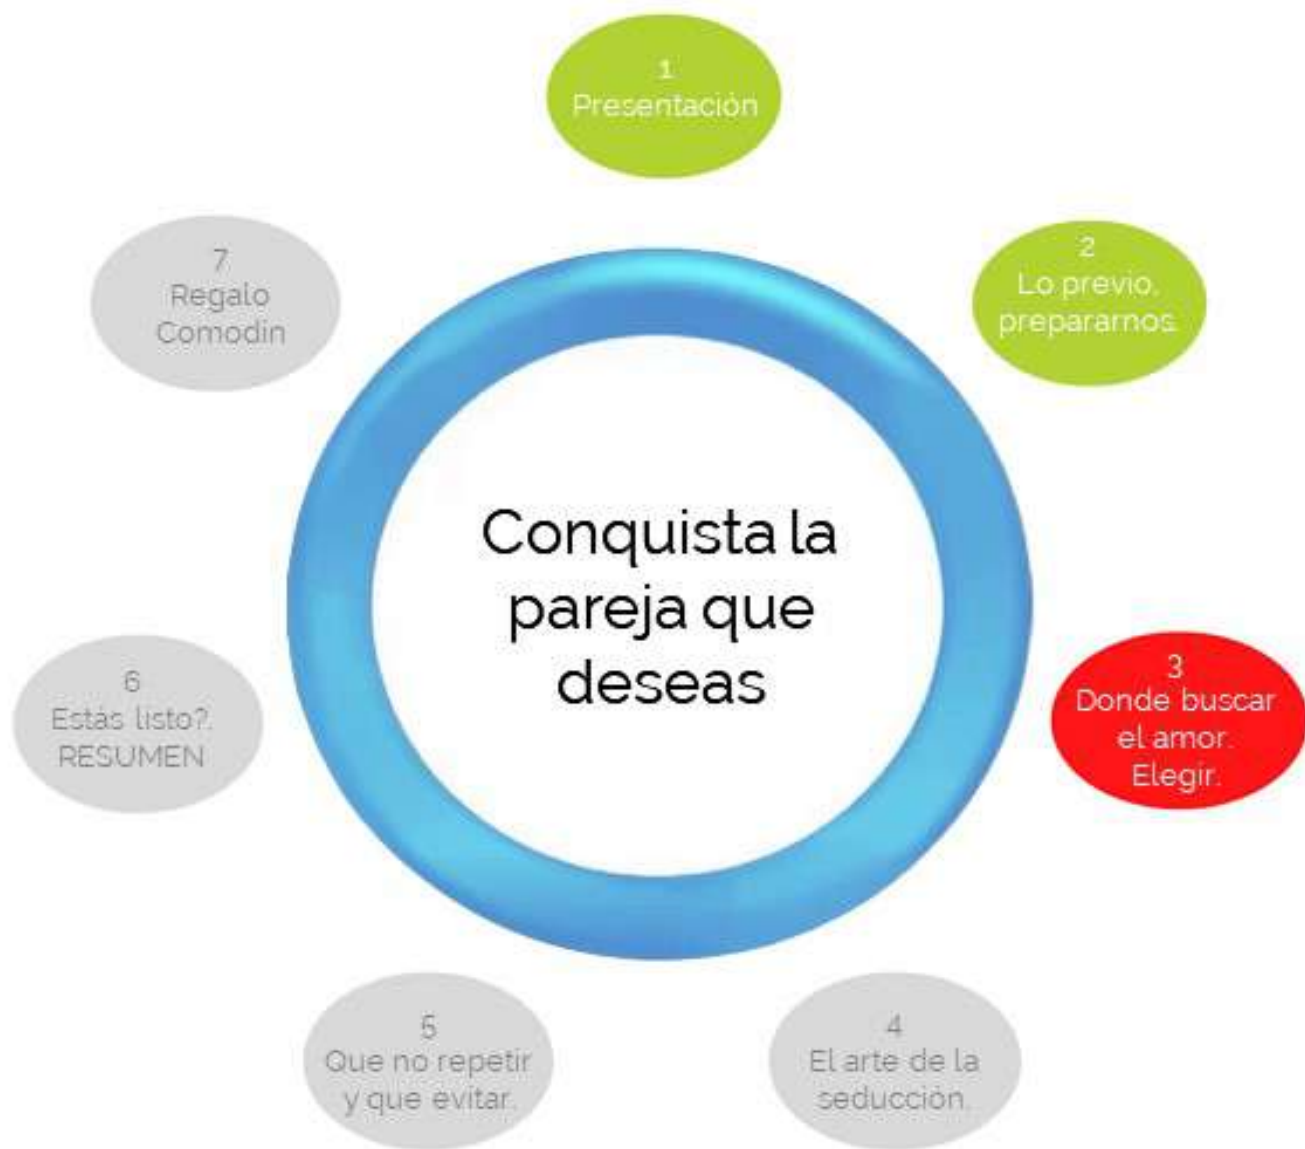 1
Presentación
2
Lo previo,
prepararnos.
3
Donde buscar
el amor.
Elegir.
4
El arte de la
seducción.
5
Que no repetir
y que evitar.
6
Estás listo?.
RESUMEN
7
Regalo
Comodin
Conquista la
pareja que
deseas